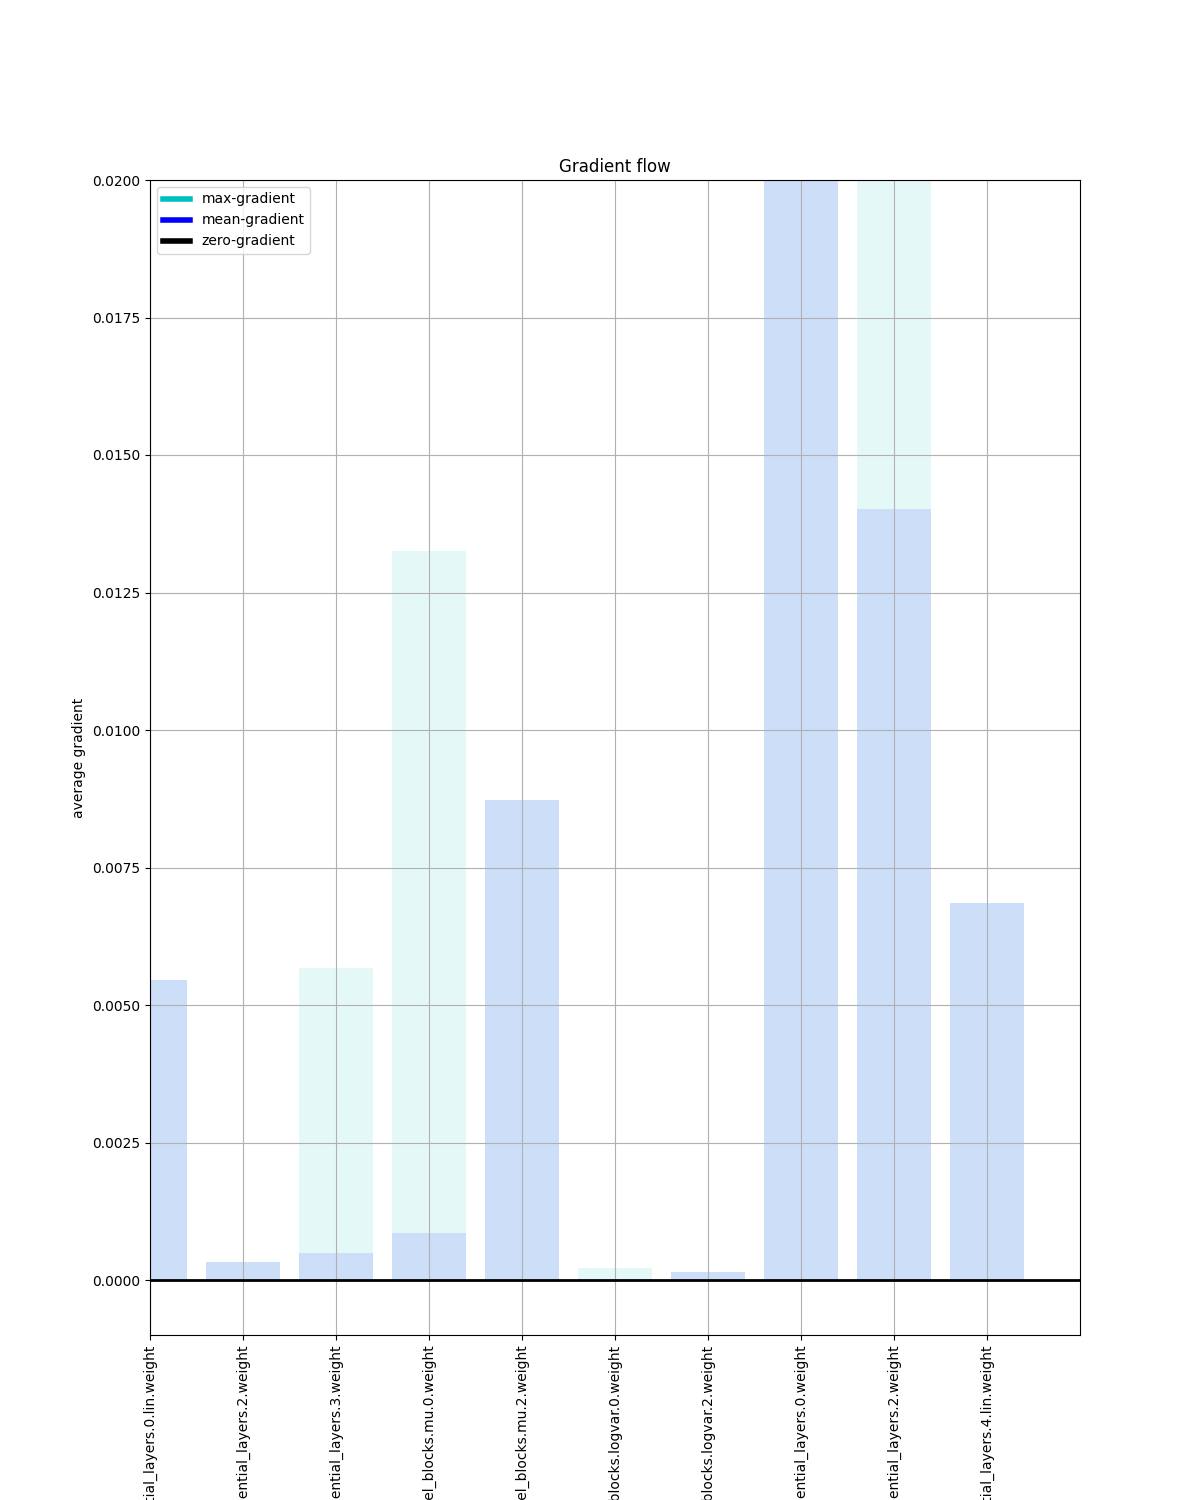 Gradient flow
max-gradient
mean-gradient
zero-gradient
average gradient
0.0200
0.0175
0.0150
0.0125
0.0100
0.0075
0.0050
0.0025
0.0000
tial_layers.0.lin.weight
ential_layers.2.weight
ential_layers.3.weight
el_blocks.mu.0.weight
el_blocks.mu.2.weight
blocks.logvar.0.weight
blocks.logvar.2.weight
ential_layers.0.weight
ential_layers.2.weight
tial_layers.4.lin.weight